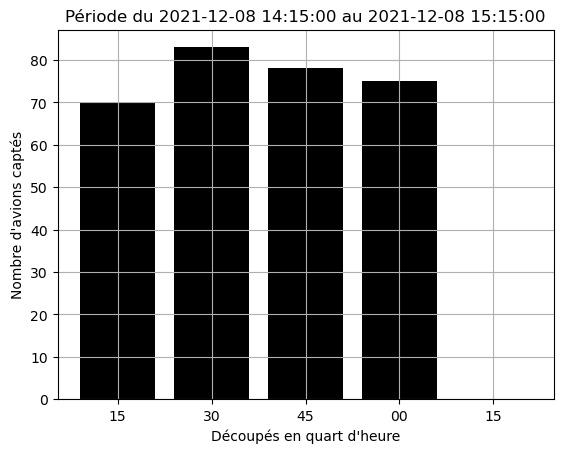 Période du 2021-12-08 14:15:00 au 2021-12-08 15:15:00
80
70
60
50
40
30
20
10
0
Nombre d'avions captés
15 30 45 00 15
Découpés en quart d'heure